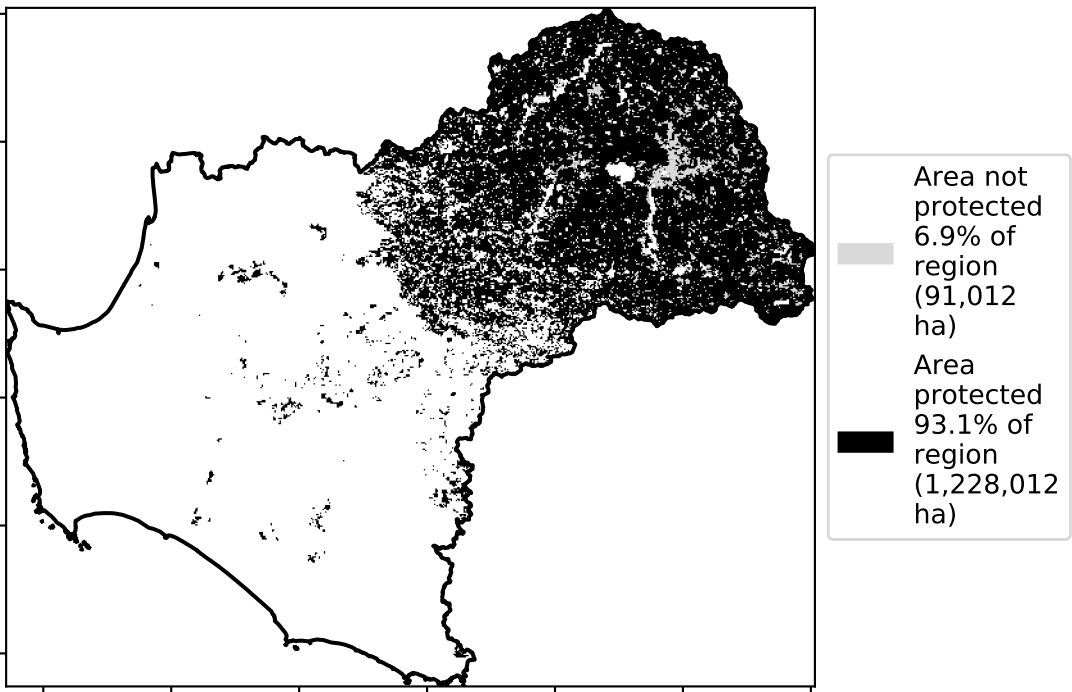 Area not
protected
6.9% of
region
(91,012
ha)
Area
protected
93.1% of
region
(1,228,012
ha)